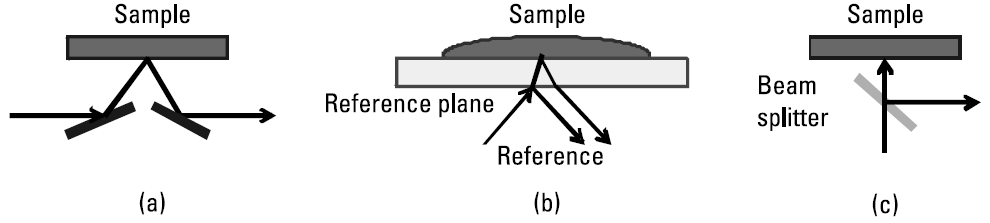 Sample
Sample
Sample
Reference plane
Reference
Beam
splitter
(a)
(b)
(c)